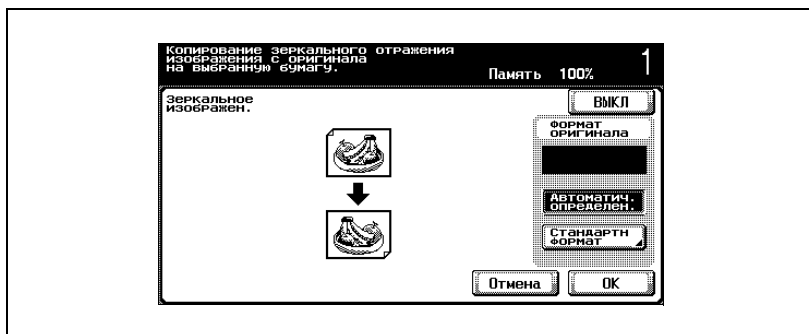 Копирование зеркального отражения
изображения с оригинала
на выбранную бумагу.
Память 100%
1
Зеркальное
изображен.
ВЫКЛ
Формат
оригинала
Автоматич.
определен.
Стандартн
формат
Отмена
OK